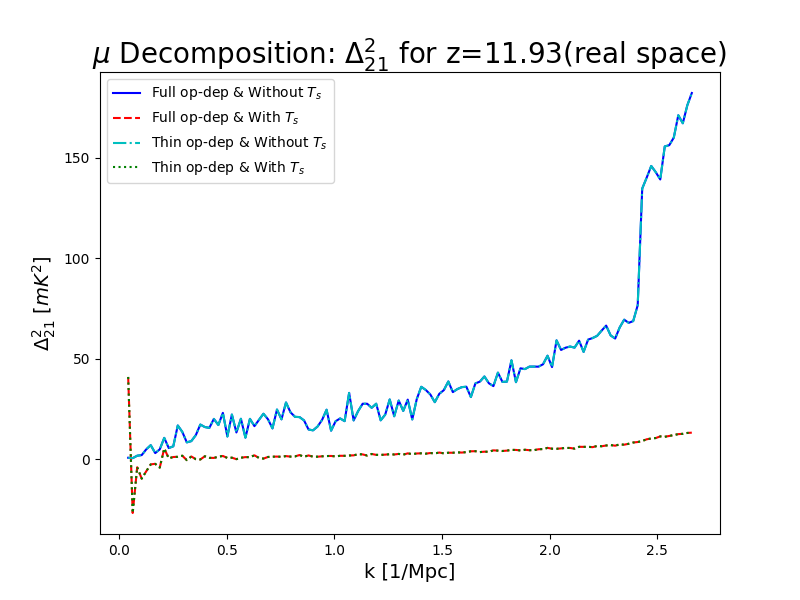 μ Decomposition: Δ²₂₁ for z=11.93(real space)
Full op-dep & Without Tₛ
Full op-dep & With Tₛ
Thin op-dep & Without Tₛ
Thin op-dep & With Tₛ
150
100
50
0
Δ²₂₁ [mK²]
0.0 0.5 1.0 1.5 2.0 2.5
k [1/Mpc]